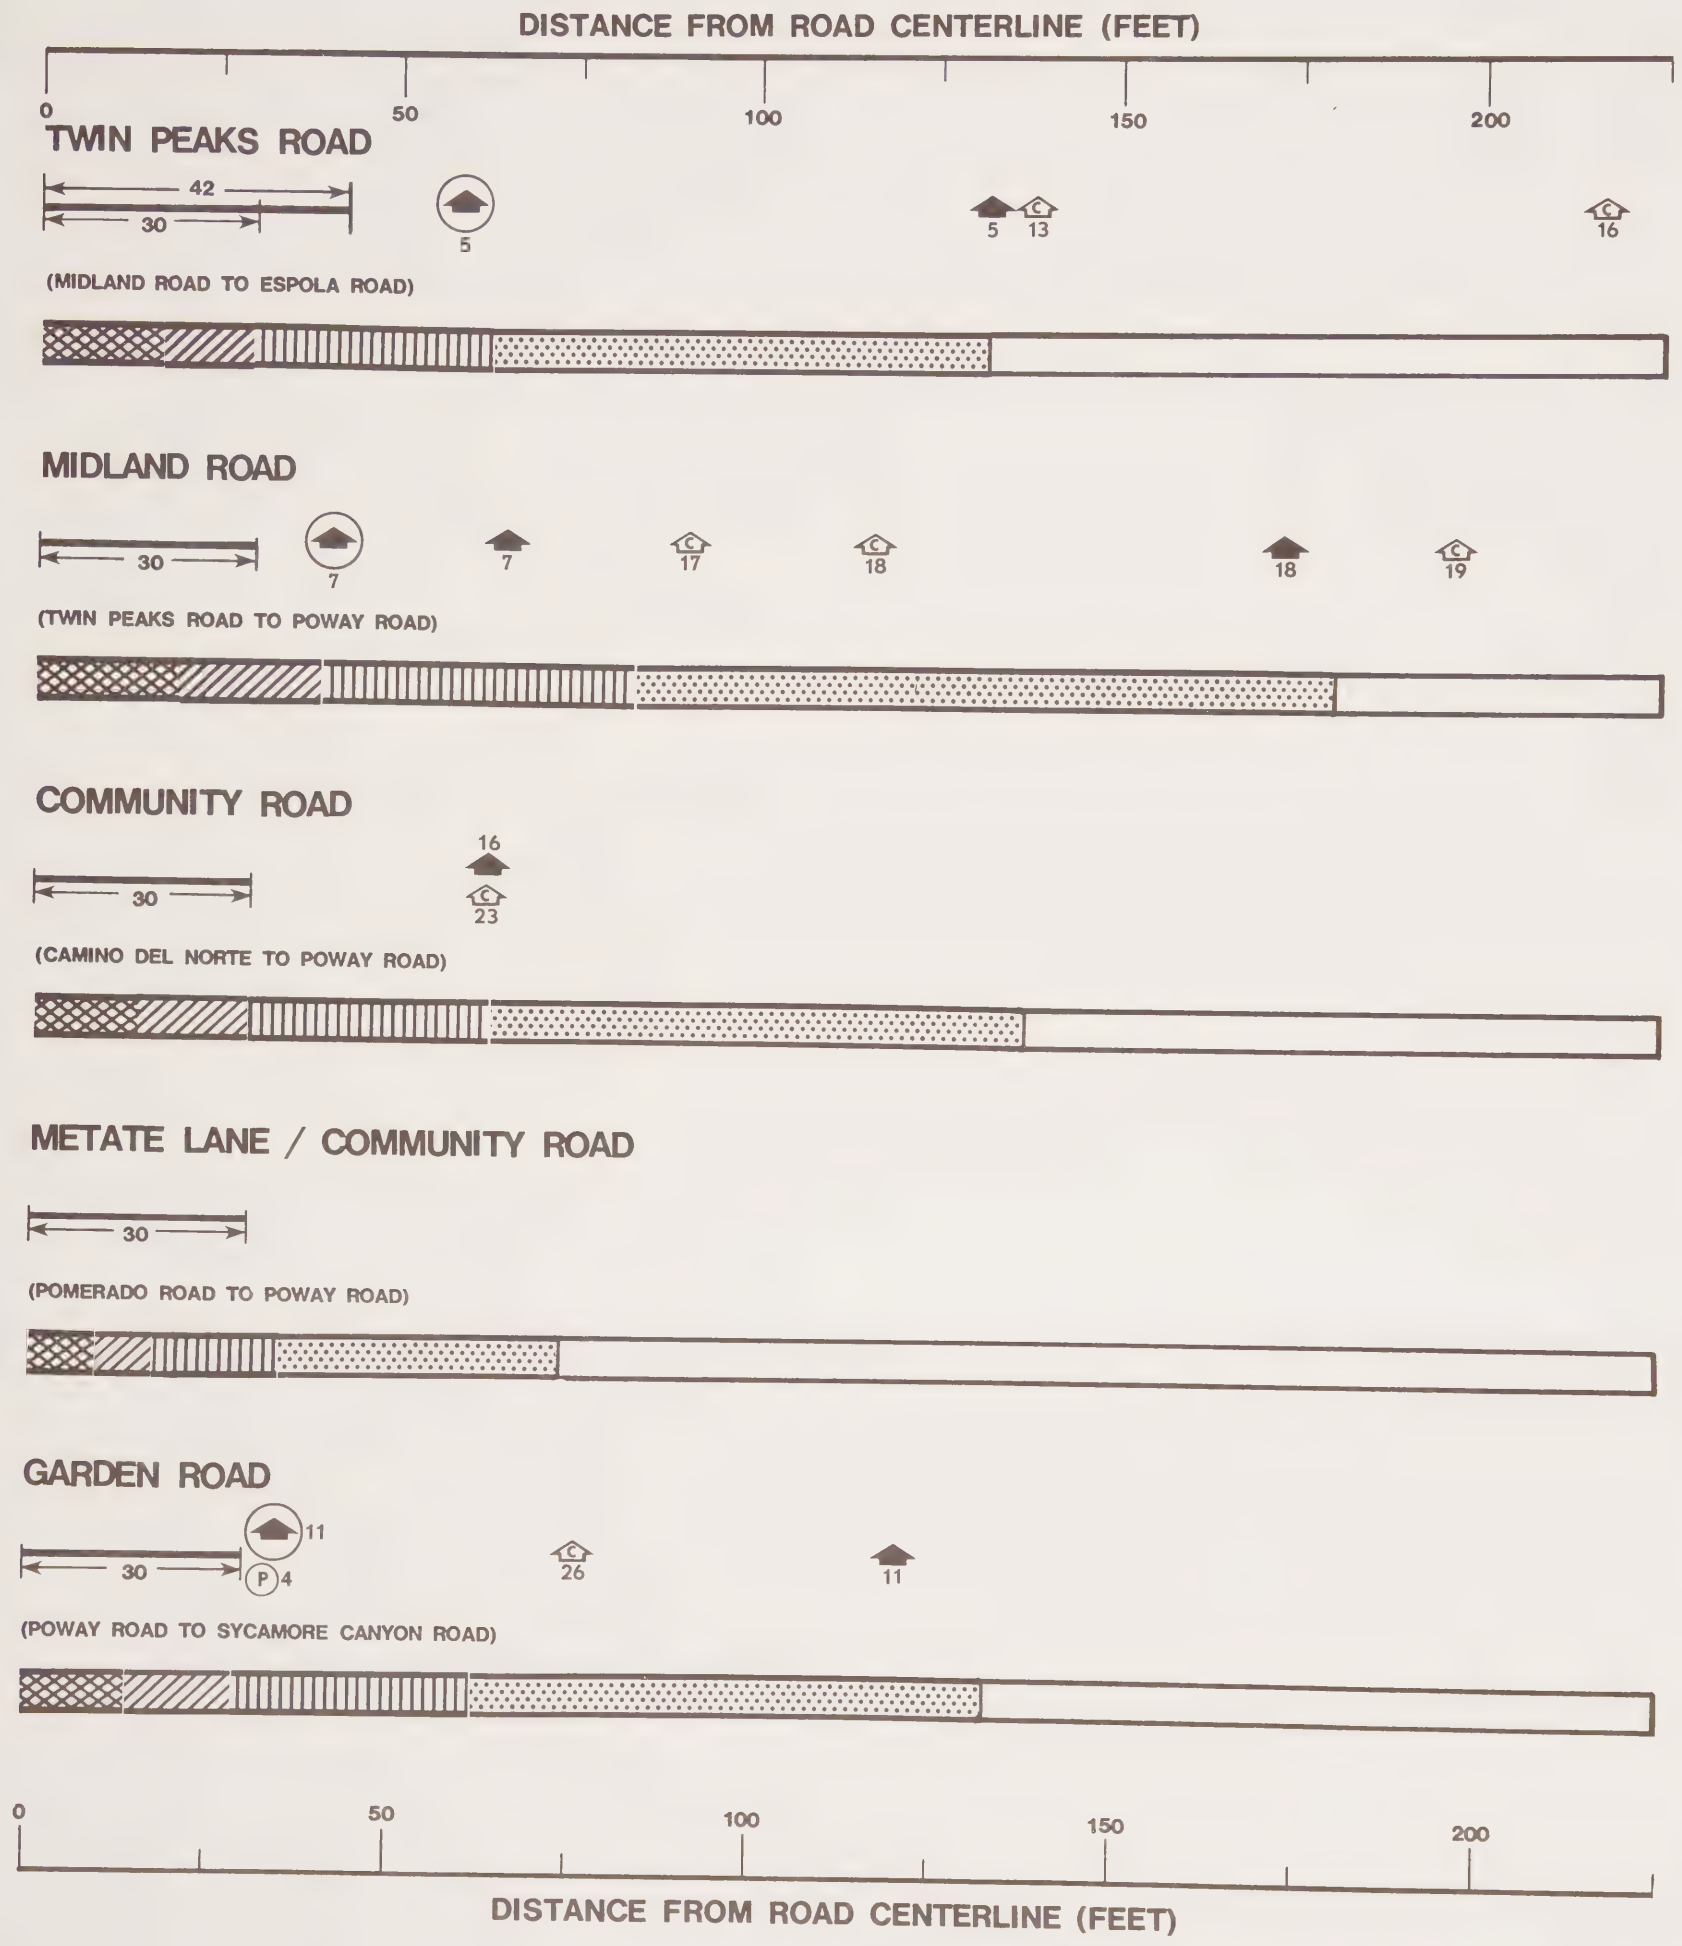 DISTANCE FROM ROAD CENTERLINE (FEET)
0 50 100 150 200
TWIN PEAKS ROAD
42
30
5 5 C 13 C 16
(MIDLAND ROAD TO ESPOLA ROAD)
MIDLAND ROAD
30
7 7 C 17 C 18 18 C 19
(TWIN PEAKS ROAD TO POWAY ROAD)
COMMUNITY ROAD
16
30
C
23
(CAMINO DEL NORTE TO POWAY ROAD)
METATE LANE / COMMUNITY ROAD
30
(POMERADO ROAD TO POWAY ROAD)
GARDEN ROAD
11
30
P 4
C 26 11
(POWAY ROAD TO SYCAMORE CANYON ROAD)
0 50 100 150 200
DISTANCE FROM ROAD CENTERLINE (FEET)